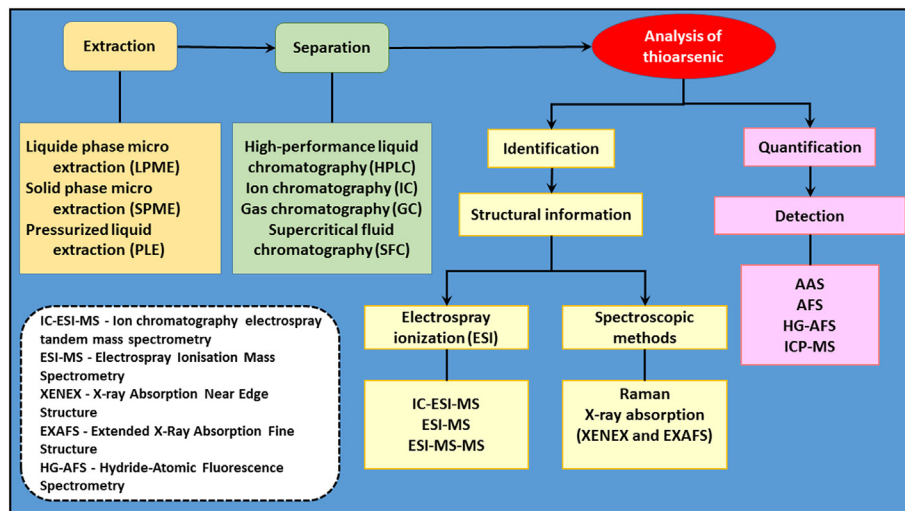 Extraction
Separation
Analysis of
thioarsenic
Liquide phase micro
extraction (LPME)
Solid phase micro
extraction (SPME)
Pressurized liquid
extraction (PLE)
High-performance liquid
chromatography (HPLC)
Ion chromatography (IC)
Gas chromatography (GC)
Supercritical fluid
chromatography (SFC)
Identification
Quantification
Structural information
Detection
Electrospray
ionization (ESI)
Spectroscopic
methods
AAS
AFS
HG-AFS
ICP-MS
IC-ESI-MS
ESI-MS
ESI-MS-MS
Raman
X-ray absorption
(XENEX and EXAFS)
IC-ESI-MS - Ion chromatography electrospray
tandem mass spectrometry
ESI-MS - Electrospray Ionisation Mass
Spectrometry
XENEX - X-ray Absorption Near Edge
Structure
EXAFS - Extended X-Ray Absorption Fine
Structure
HG-AFS - Hydride-Atomic Fluorescence
Spectrometry